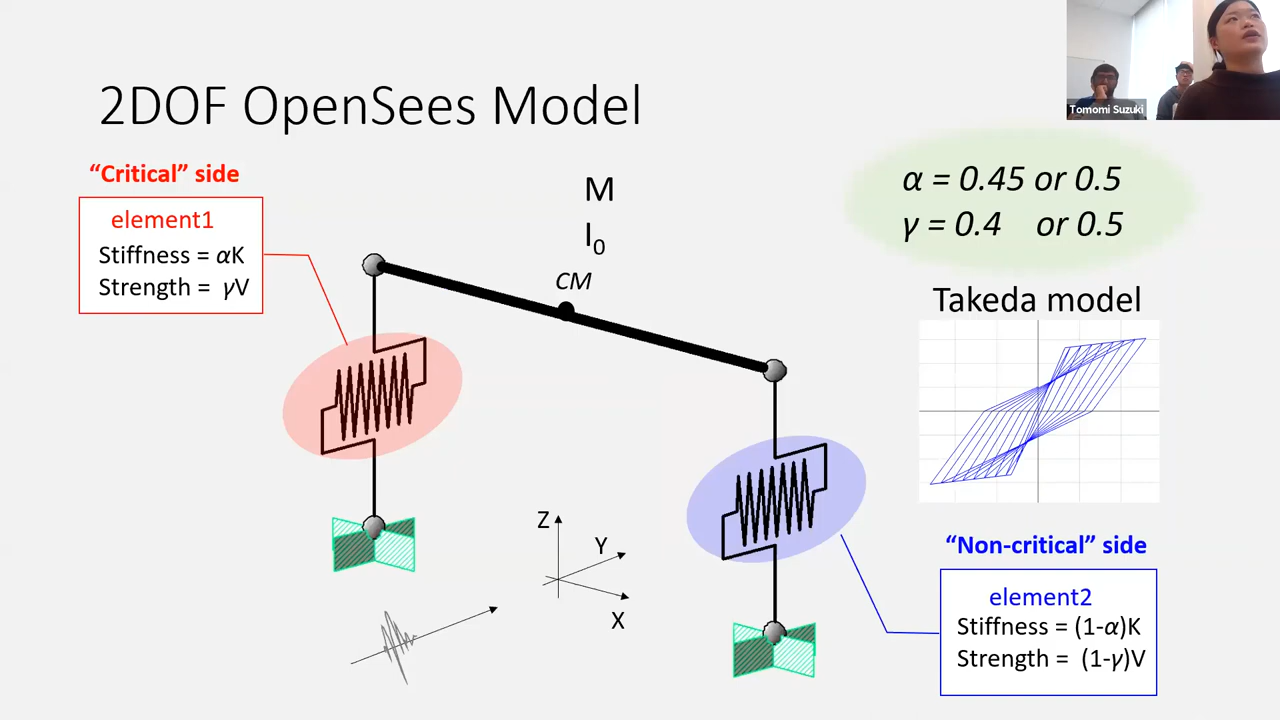 2DOF OpenSees Model
Tomomi Suzuki
“Critical” side
element1
Stiffness = αK
Strength = γV
M
I₀
CM
α = 0.45 or 0.5
γ = 0.4 or 0.5
Takeda model
Z
Y
X
“Non-critical” side
element2
Stiffness = (1-α)K
Strength = (1-γ)V